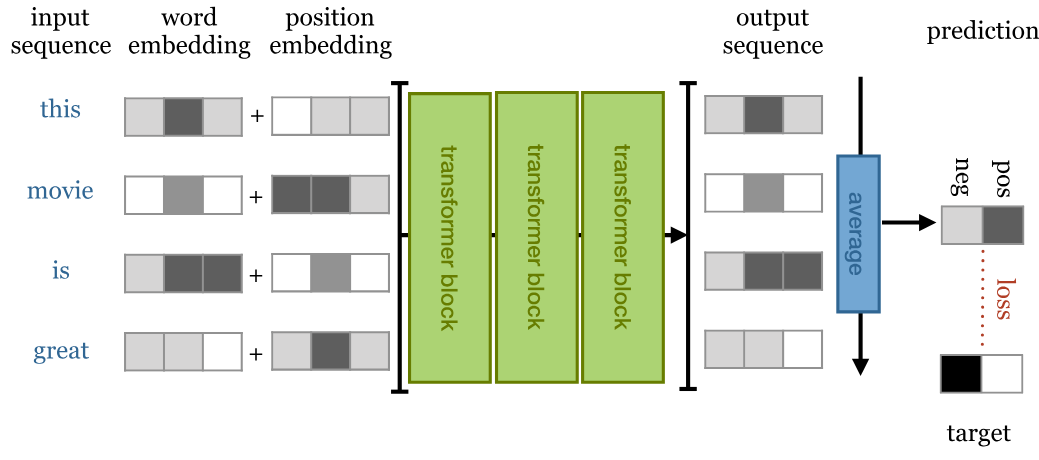 input
sequence
word
embedding
position
embedding
output
sequence
prediction
this
+
transformer block
transformer block
transformer block
average
neg
pos
movie
+
is
+
loss
great
+
target